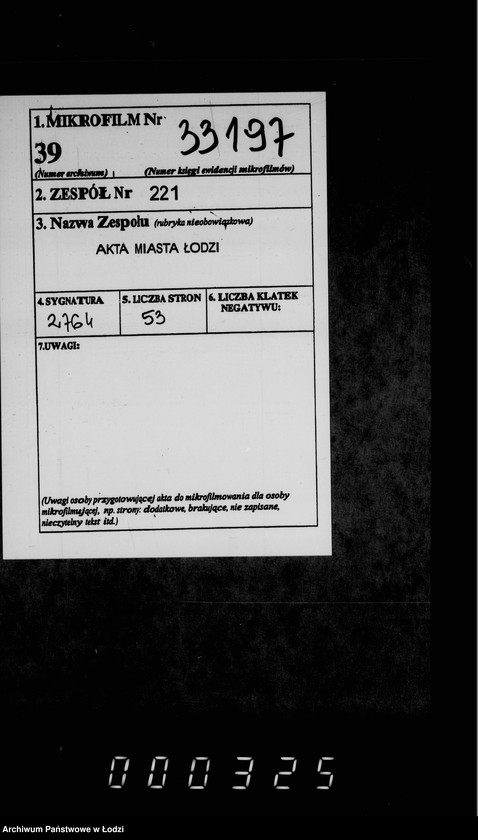 1. MIKROFILM Nr 33197
39
(Numer archiwum) (Numer księgi ewidencji mikrofilmów)
2. ZESPÓŁ Nr 221
3. Nazwa Zespołu (rubryka nieobowiązkowa)
AKTA MIASTA ŁODZI
4. SYGNATURA 5. LICZBA STRON 6. LICZBA KLATEK
NEGATYWU:
2764 53
7.UWAGI:
(Uwagi osoby przygotowującej akta do mikrofilmowania dla osoby
mikrofilmującej, np. strony: dodatkowe, brakujące, nie zapisane,
nieczytelny tekst itd.)
000325
Archiwum Państwowe w Łodzi